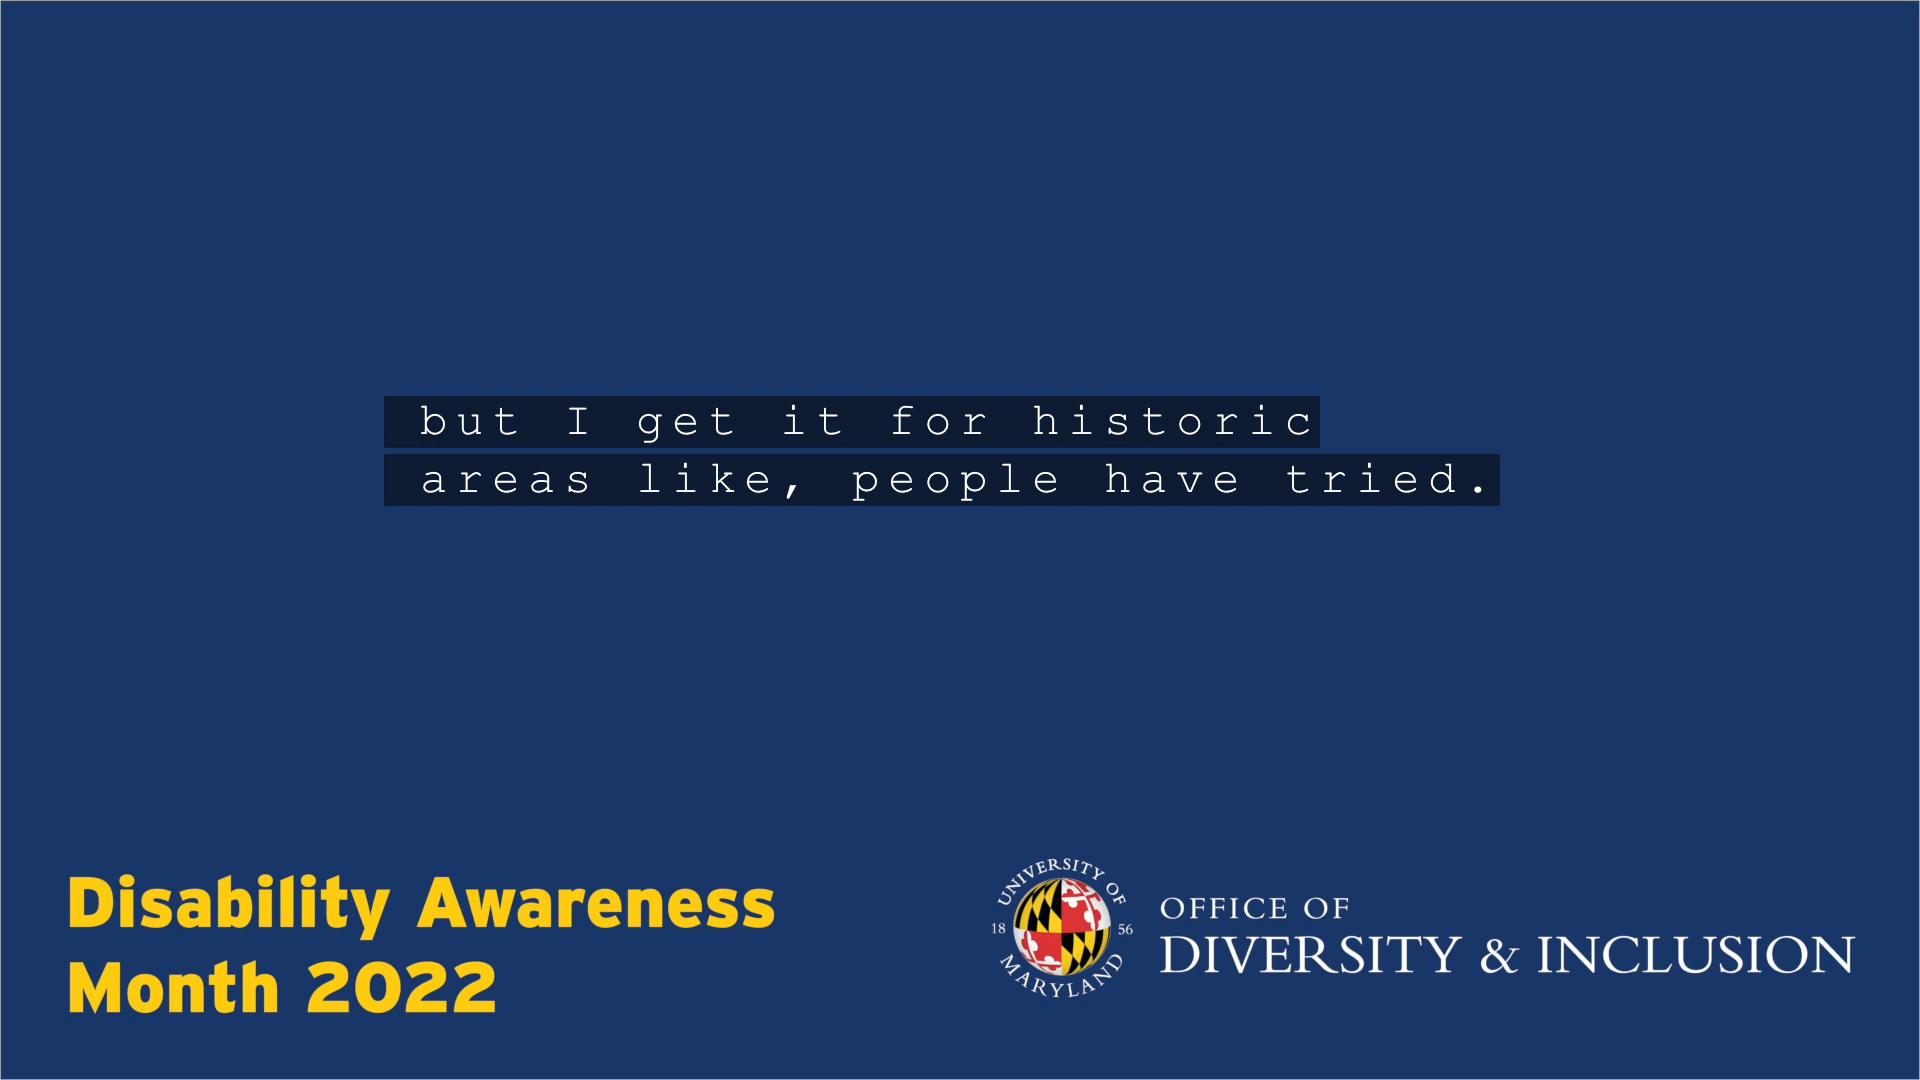 but I get it for historic
areas like, people have tried.
Disability Awareness
Month 2022
UNIVERSITY OF
18 56
MARYLAND
OFFICE OF
DIVERSITY & INCLUSION